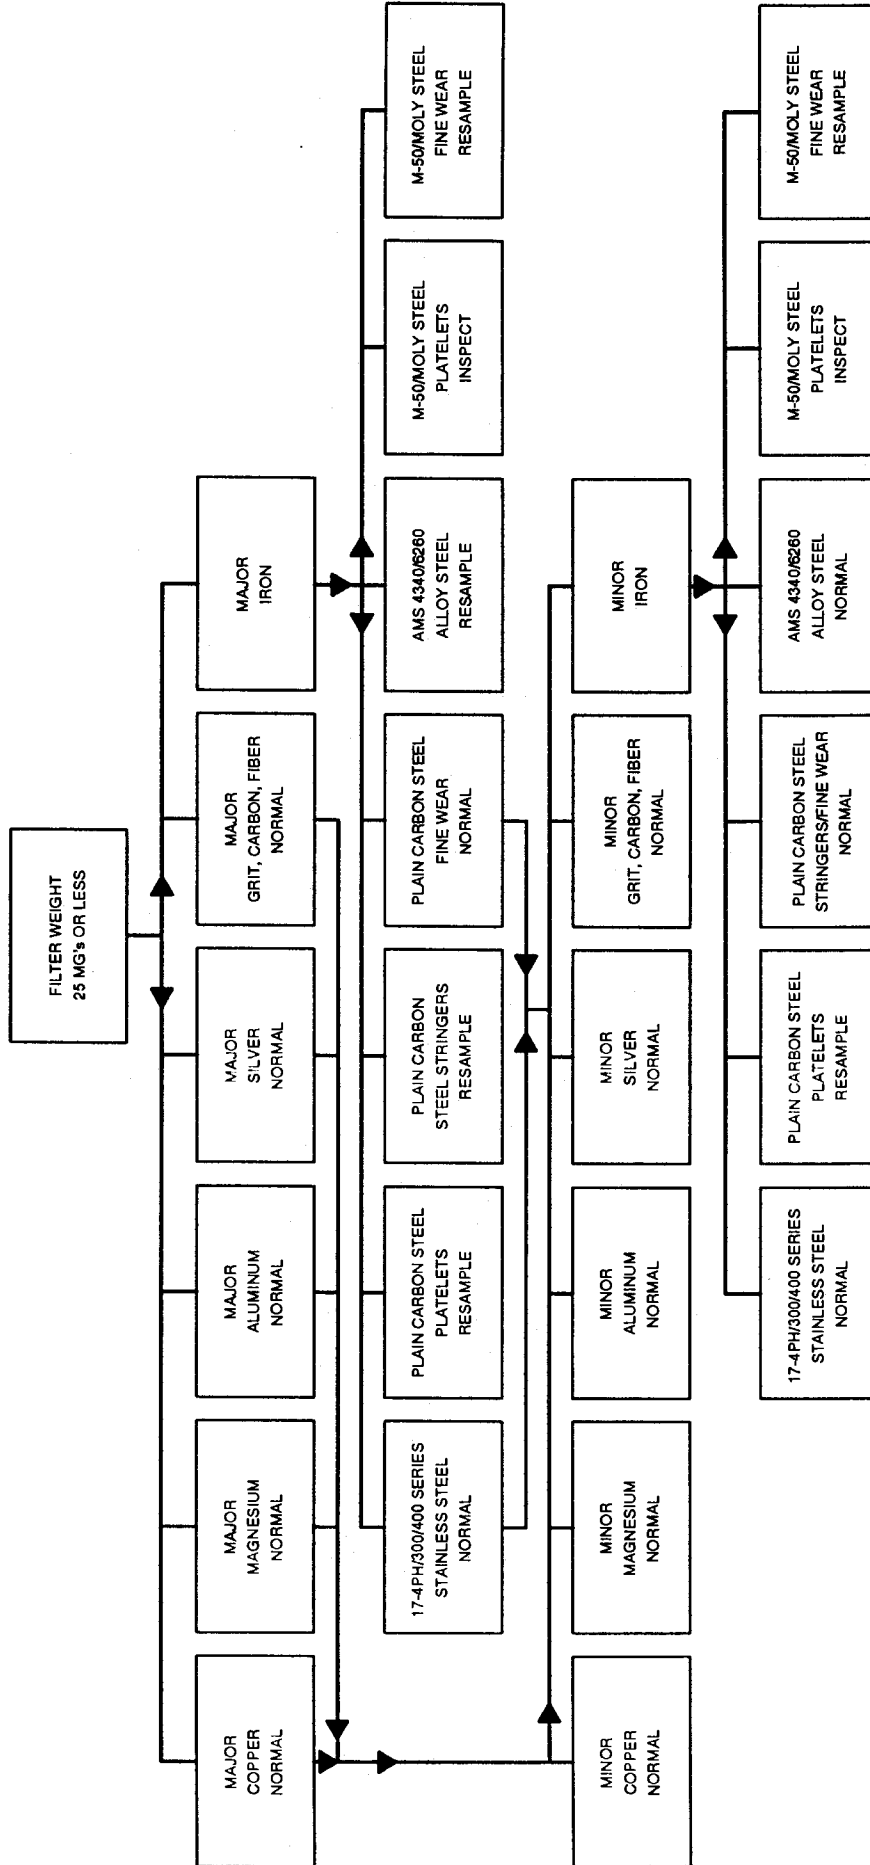 FILTER WEIGHT
25 MG's OR LESS
MAJOR
COPPER
NORMAL
MAJOR
MAGNESIUM
NORMAL
MAJOR
ALUMINUM
NORMAL
MAJOR
SILVER
NORMAL
MAJOR
GRIT, CARBON, FIBER
NORMAL
MAJOR
IRON
17-4PH/300/400 SERIES
STAINLESS STEEL
NORMAL
PLAIN CARBON STEEL
PLATELETS
RESAMPLE
PLAIN CARBON
STEEL STRINGERS
RESAMPLE
PLAIN CARBON STEEL
FINE WEAR
NORMAL
AMS 4340/6260
ALLOY STEEL
RESAMPLE
M-50/MOLY STEEL
PLATELETS
INSPECT
M-50/MOLY STEEL
FINE WEAR
RESAMPLE
MINOR
COPPER
NORMAL
MINOR
MAGNESIUM
NORMAL
MINOR
ALUMINUM
NORMAL
MINOR
SILVER
NORMAL
MINOR
GRIT, CARBON, FIBER
NORMAL
MINOR
IRON
17-4PH/300/400 SERIES
STAINLESS STEEL
NORMAL
PLAIN CARBON STEEL
PLATELETS
RESAMPLE
PLAIN CARBON STEEL
STRINGERS/FINE WEAR
NORMAL
AMS 4340/6260
ALLOY STEEL
NORMAL
M-50/MOLY STEEL
PLATELETS
INSPECT
M-50/MOLY STEEL
FINE WEAR
RESAMPLE